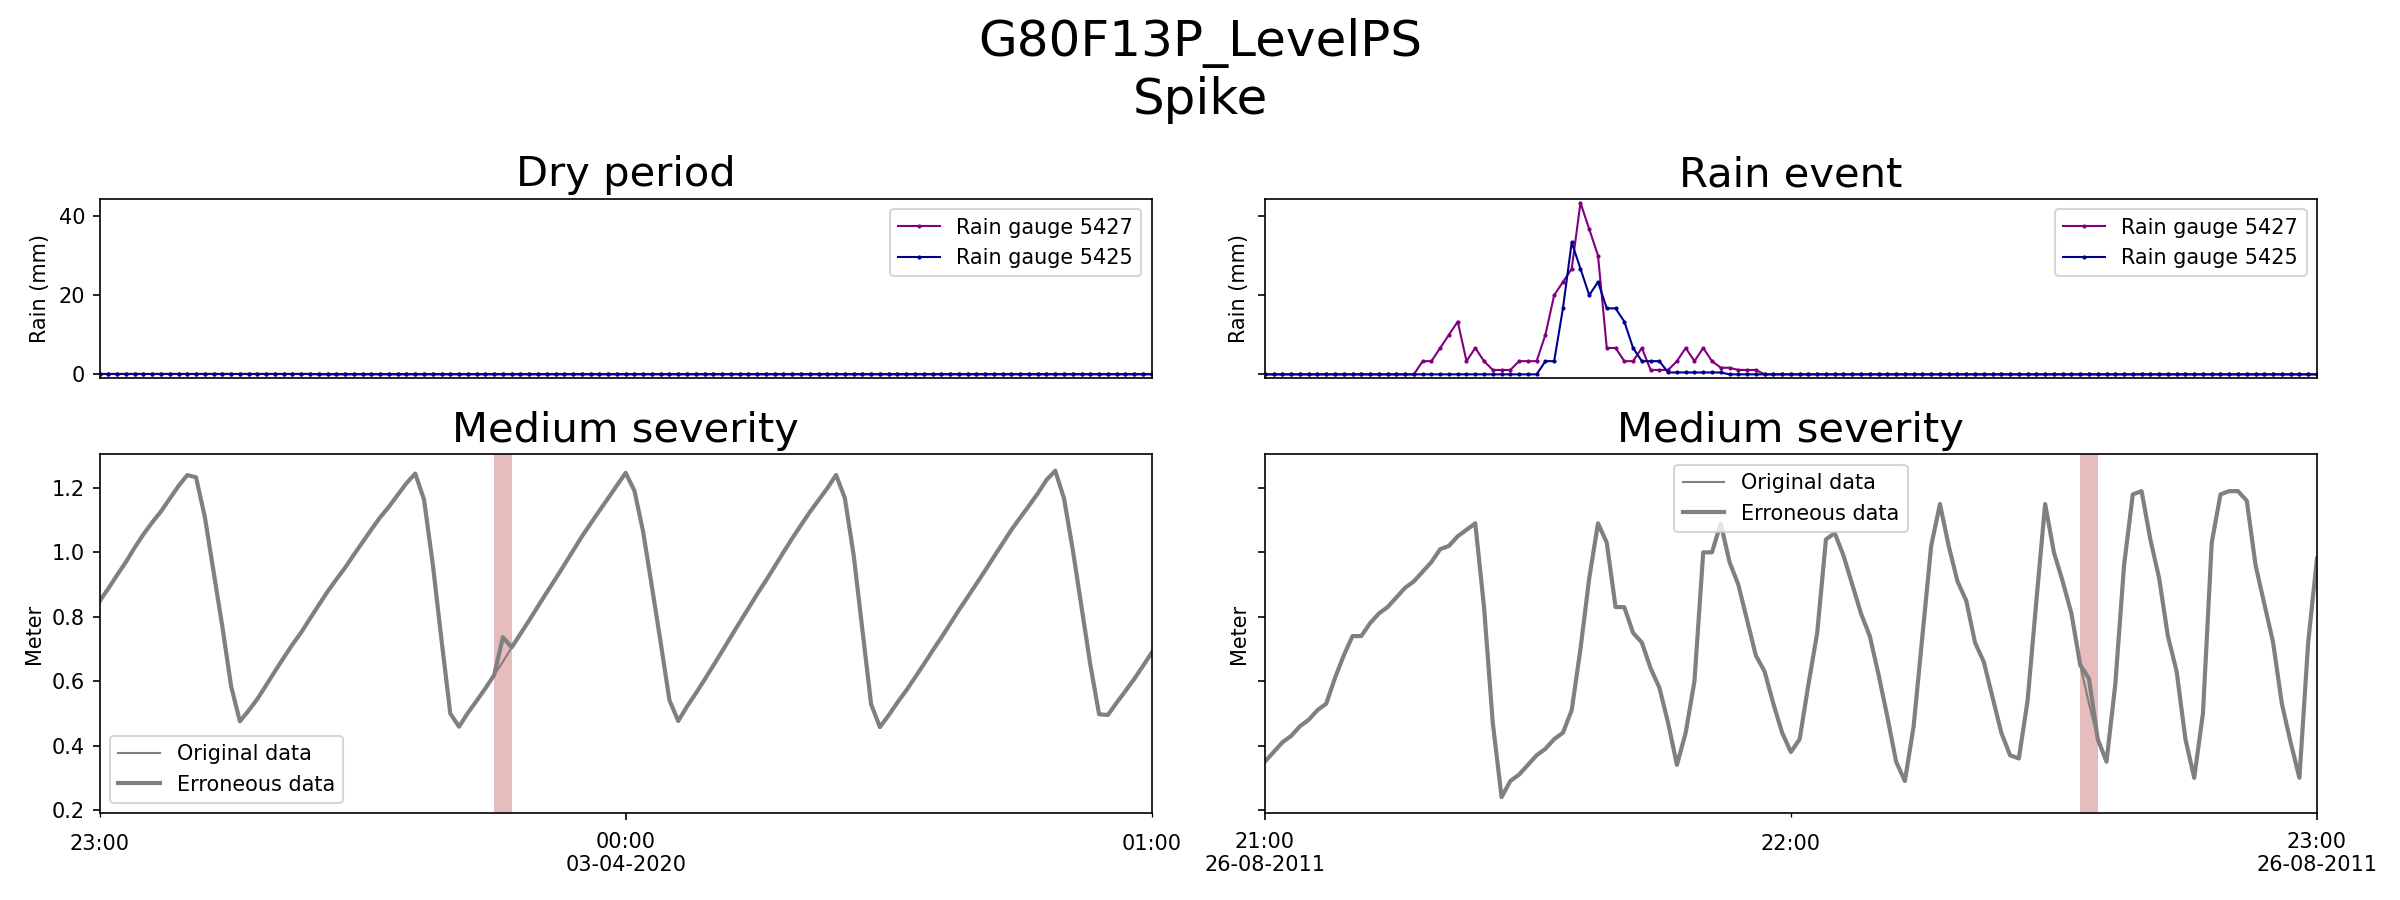 G80F13P_LevelPS
Spike
Dry period
Rain event
40
20
0
Rain (mm)
Rain gauge 5427
Rain gauge 5425
Rain (mm)
Rain gauge 5427
Rain gauge 5425
Medium severity
Medium severity
1.2
1.0
0.8
0.6
0.4
0.2
Meter
Original data
Erroneous data
Meter
Original data
Erroneous data
23:00
00:00
03-04-2020
01:00
21:00
26-08-2011
22:00
23:00
26-08-2011